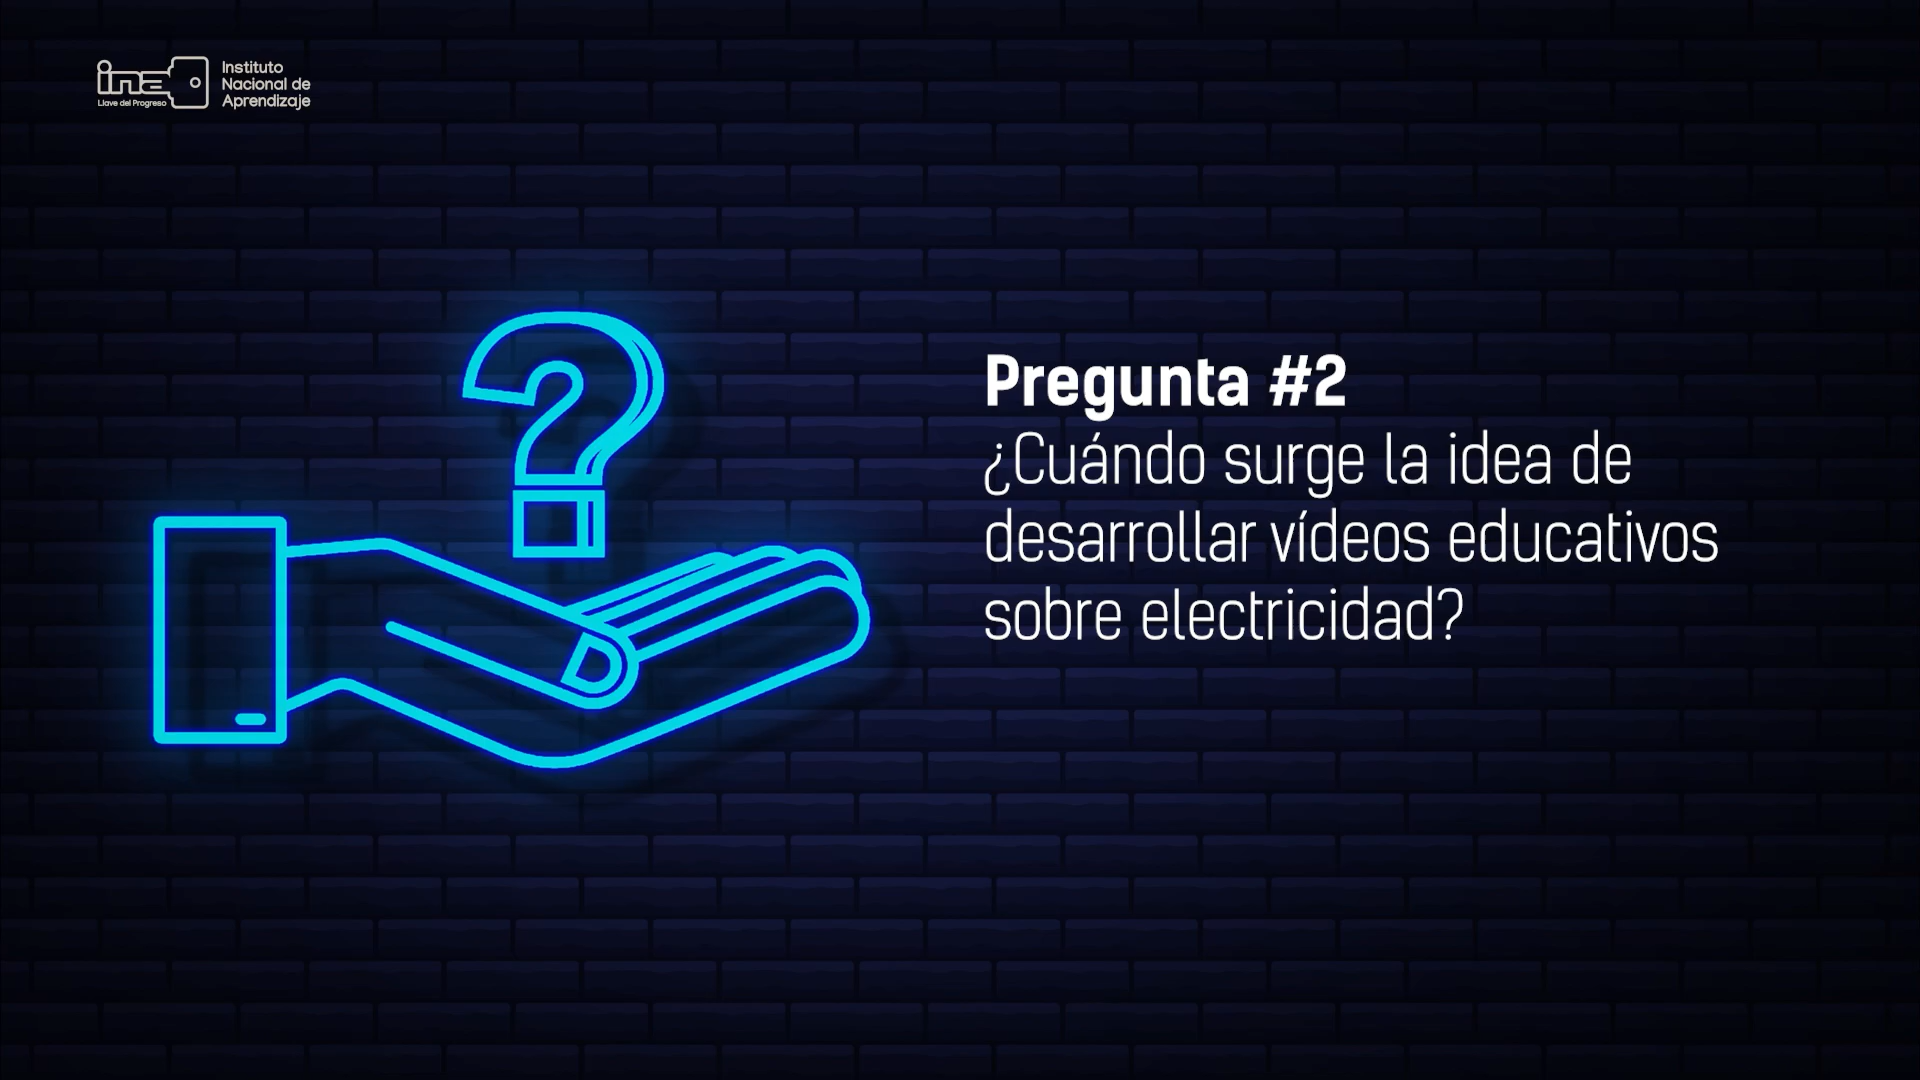 ina
Llave del Progreso
Instituto
Nacional de
Aprendizaje
Pregunta #2
¿Cuándo surge la idea de
desarrollar vídeos educativos
sobre electricidad?